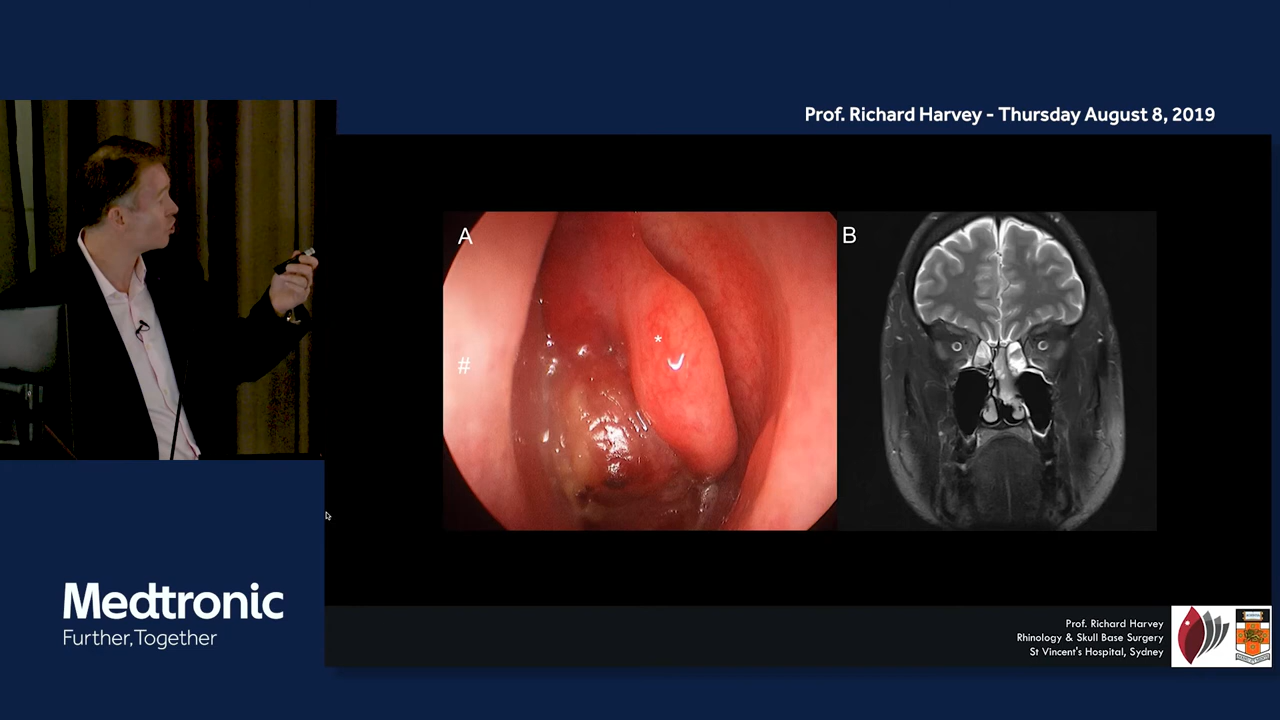 Prof. Richard Harvey - Thursday August 8, 2019
A
B
*
#
Medtronic
Further,Together
Prof. Richard Harvey
Rhinology & Skull Base Surgery
St Vincent's Hospital, Sydney